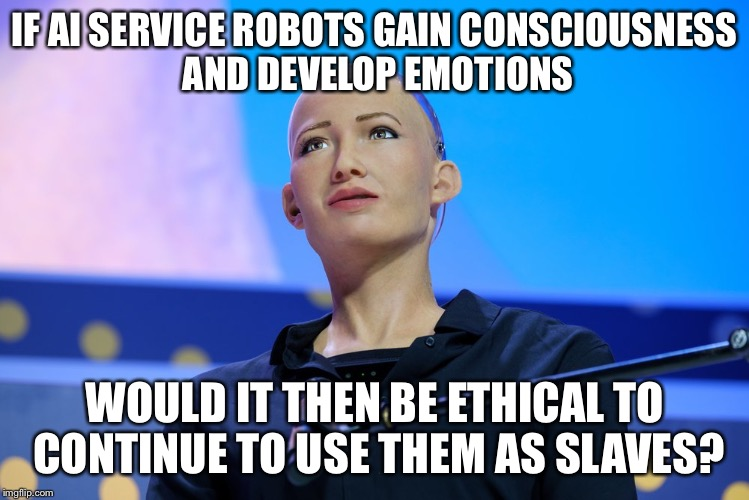 IF AI SERVICE ROBOTS GAIN CONSCIOUSNESS
AND DEVELOP EMOTIONS
WOULD IT THEN BE ETHICAL TO
CONTINUE TO USE THEM AS SLAVES?
imgflip.com